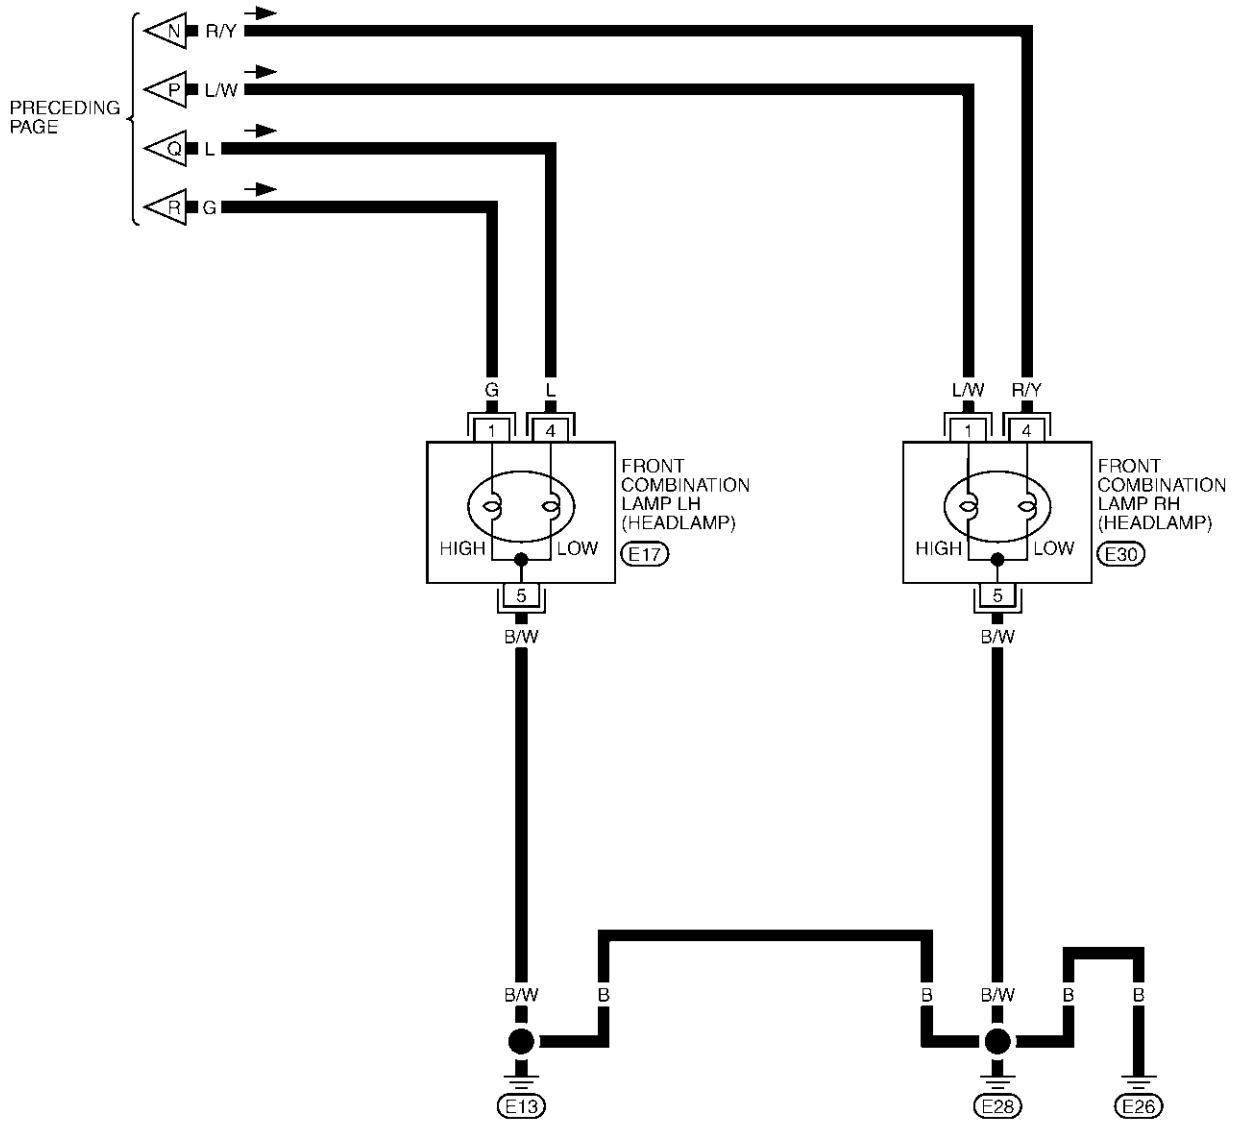 N R/Y
P L/W
PRECEDING
PAGE
Q L
R G
G L L/W R/Y
1 4 1 4
FRONT
COMBINATION
LAMP LH
(HEADLAMP)
HIGH LOW E17
FRONT
COMBINATION
LAMP RH
(HEADLAMP)
HIGH LOW E30
5 5
B/W B/W
B/W B B B/W B B
E13 E28 E26